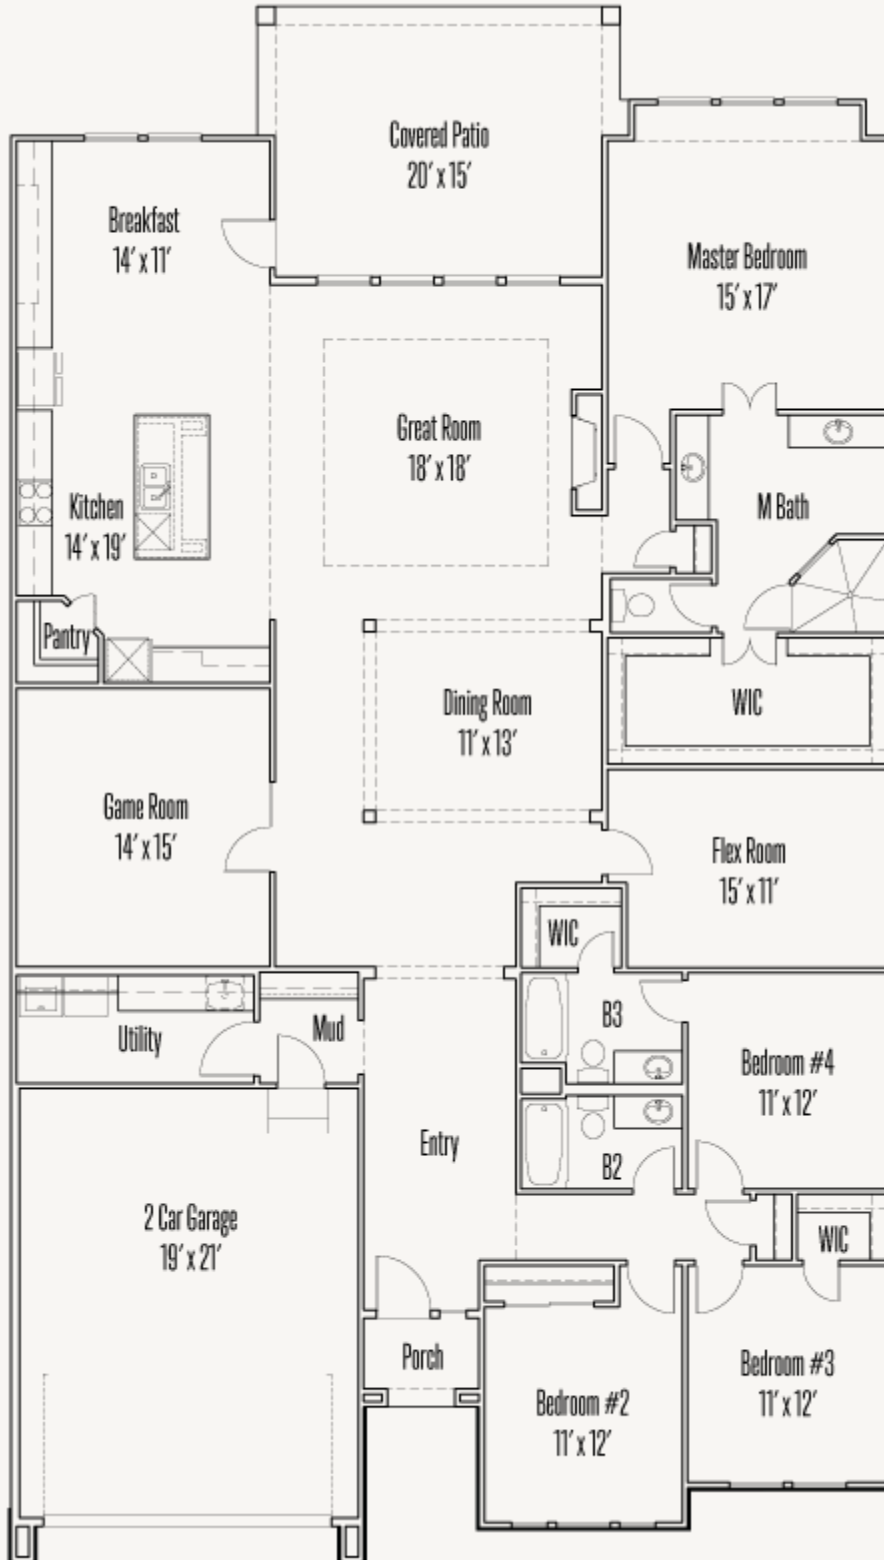 Covered Patio
20′ x 15′
Breakfast
14′ x 11′
Master Bedroom
15′ x 17′
Great Room
18′ x 18′
Kitchen
14′ x 19′
M Bath
Pantry
Dining Room
11′ x 13′
WIC
Game Room
14′ x 15′
Flex Room
15′ x 11′
WIC
Utility
Mud
B3
Bedroom #4
11′ x 12′
Entry
B2
2 Car Garage
19′ x 21′
WIC
Porch
Bedroom #2
11′ x 12′
Bedroom #3
11′ x 12′